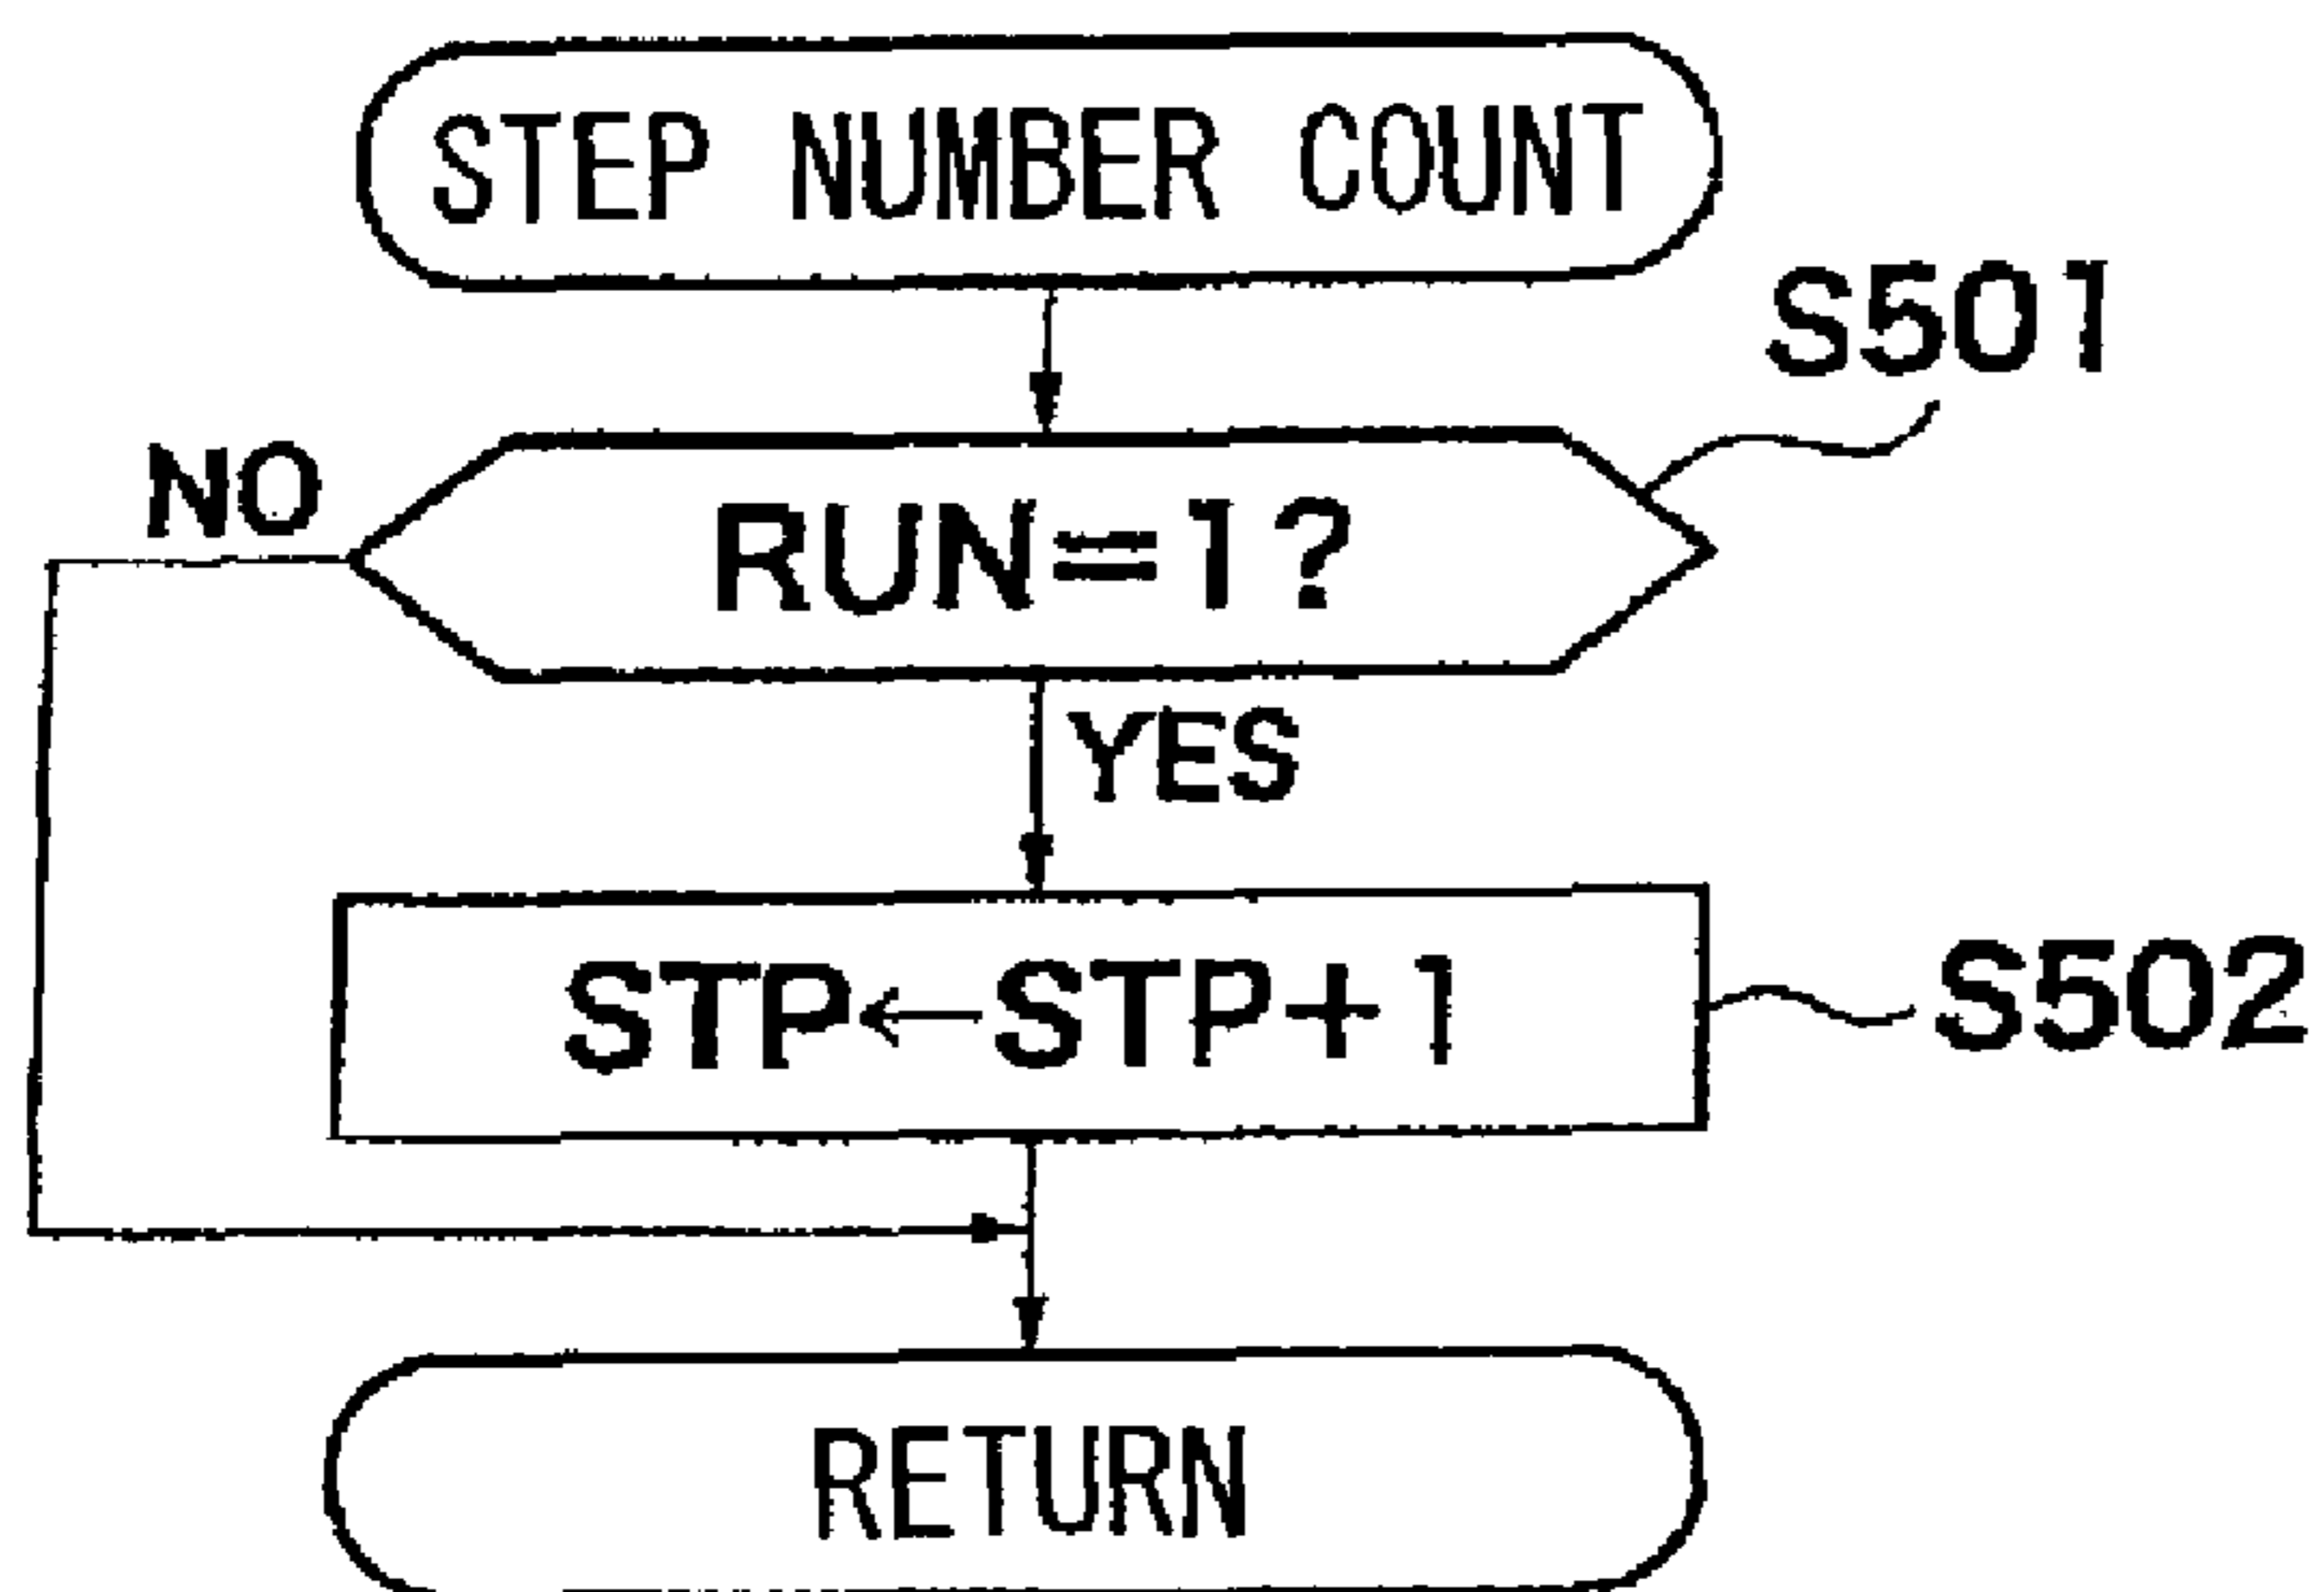 STEP NUMBER COUNT
S501
NO
RUN=1?
YES
STP←STP+1
S502
RETURN